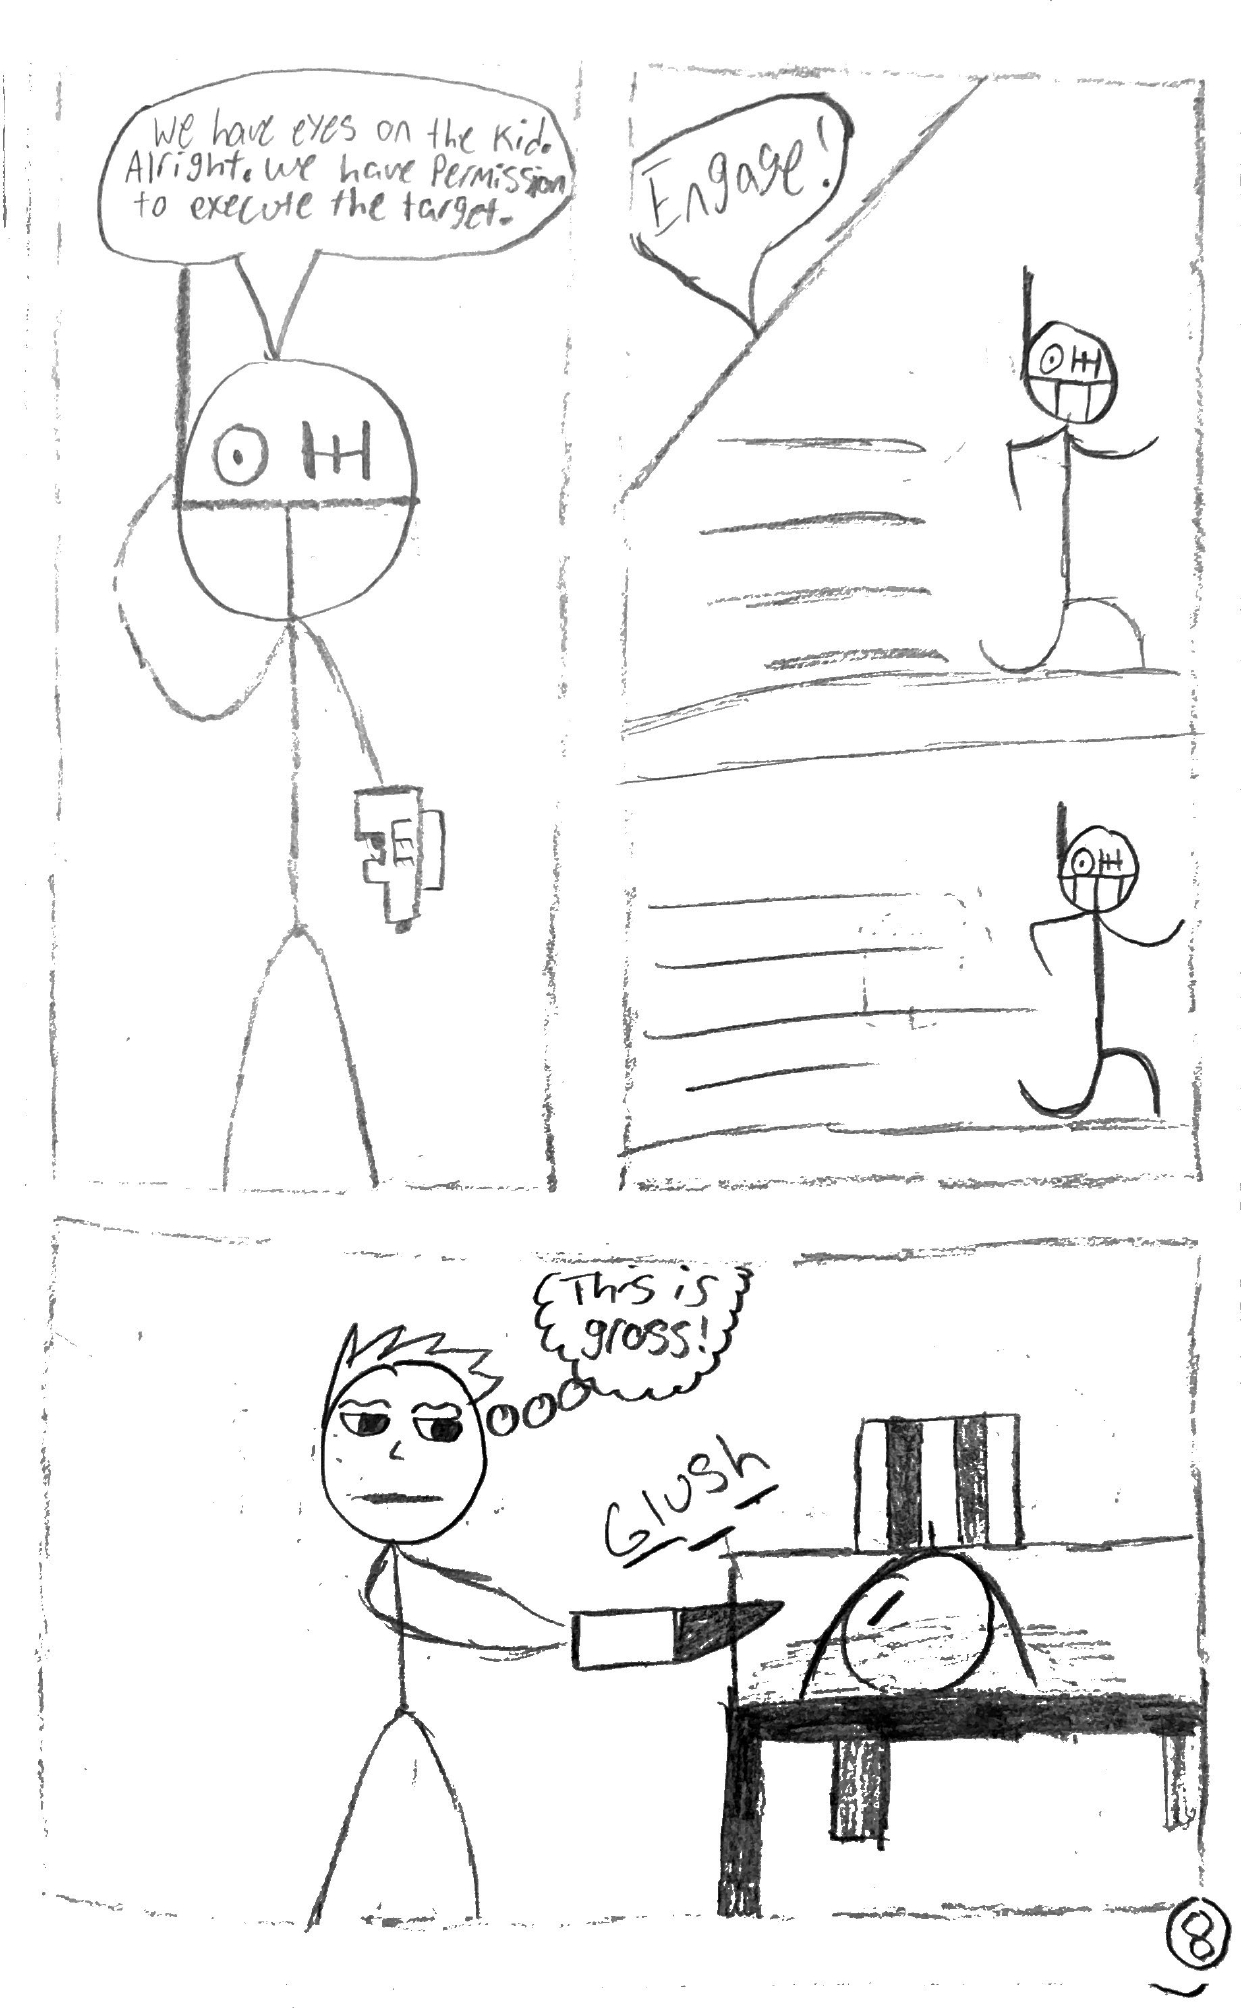 We have eyes on the kid.
Alright. We have Permission
to execute the target.
Engage!
This is
gross!
Glush
8